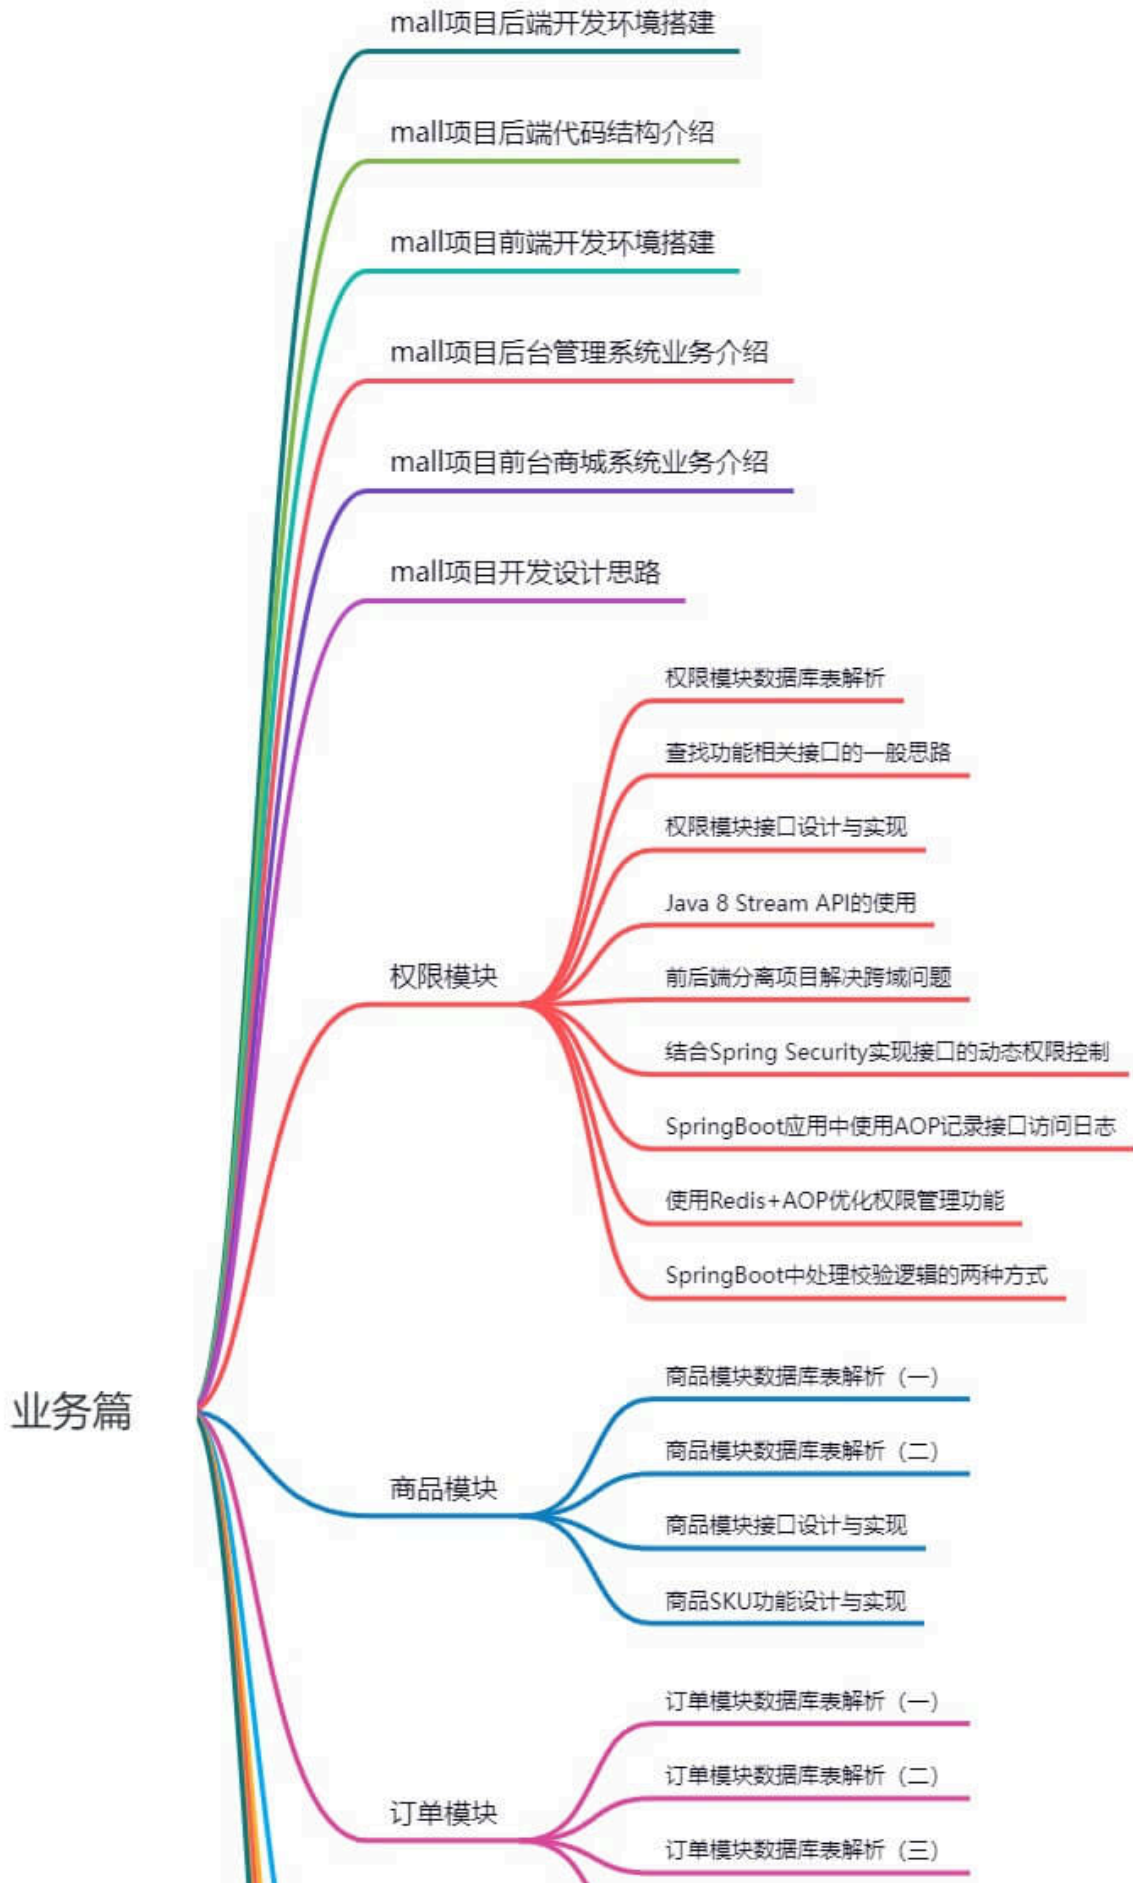 mall项目后端开发环境搭建
mall项目后端代码结构介绍
mall项目前端开发环境搭建
mall项目后台管理系统业务介绍
mall项目前台商城系统业务介绍
mall项目开发设计思路
权限模块
权限模块数据库表解析
查找功能相关接口的一般思路
权限模块接口设计与实现
Java 8 Stream API的使用
前后端分离项目解决跨域问题
结合Spring Security实现接口的动态权限控制
SpringBoot应用中使用AOP记录接口访问日志
使用Redis+AOP优化权限管理功能
SpringBoot中处理校验逻辑的两种方式
业务篇
商品模块
商品模块数据库表解析（一）
商品模块数据库表解析（二）
商品模块接口设计与实现
商品SKU功能设计与实现
订单模块
订单模块数据库表解析（一）
订单模块数据库表解析（二）
订单模块数据库表解析（三）